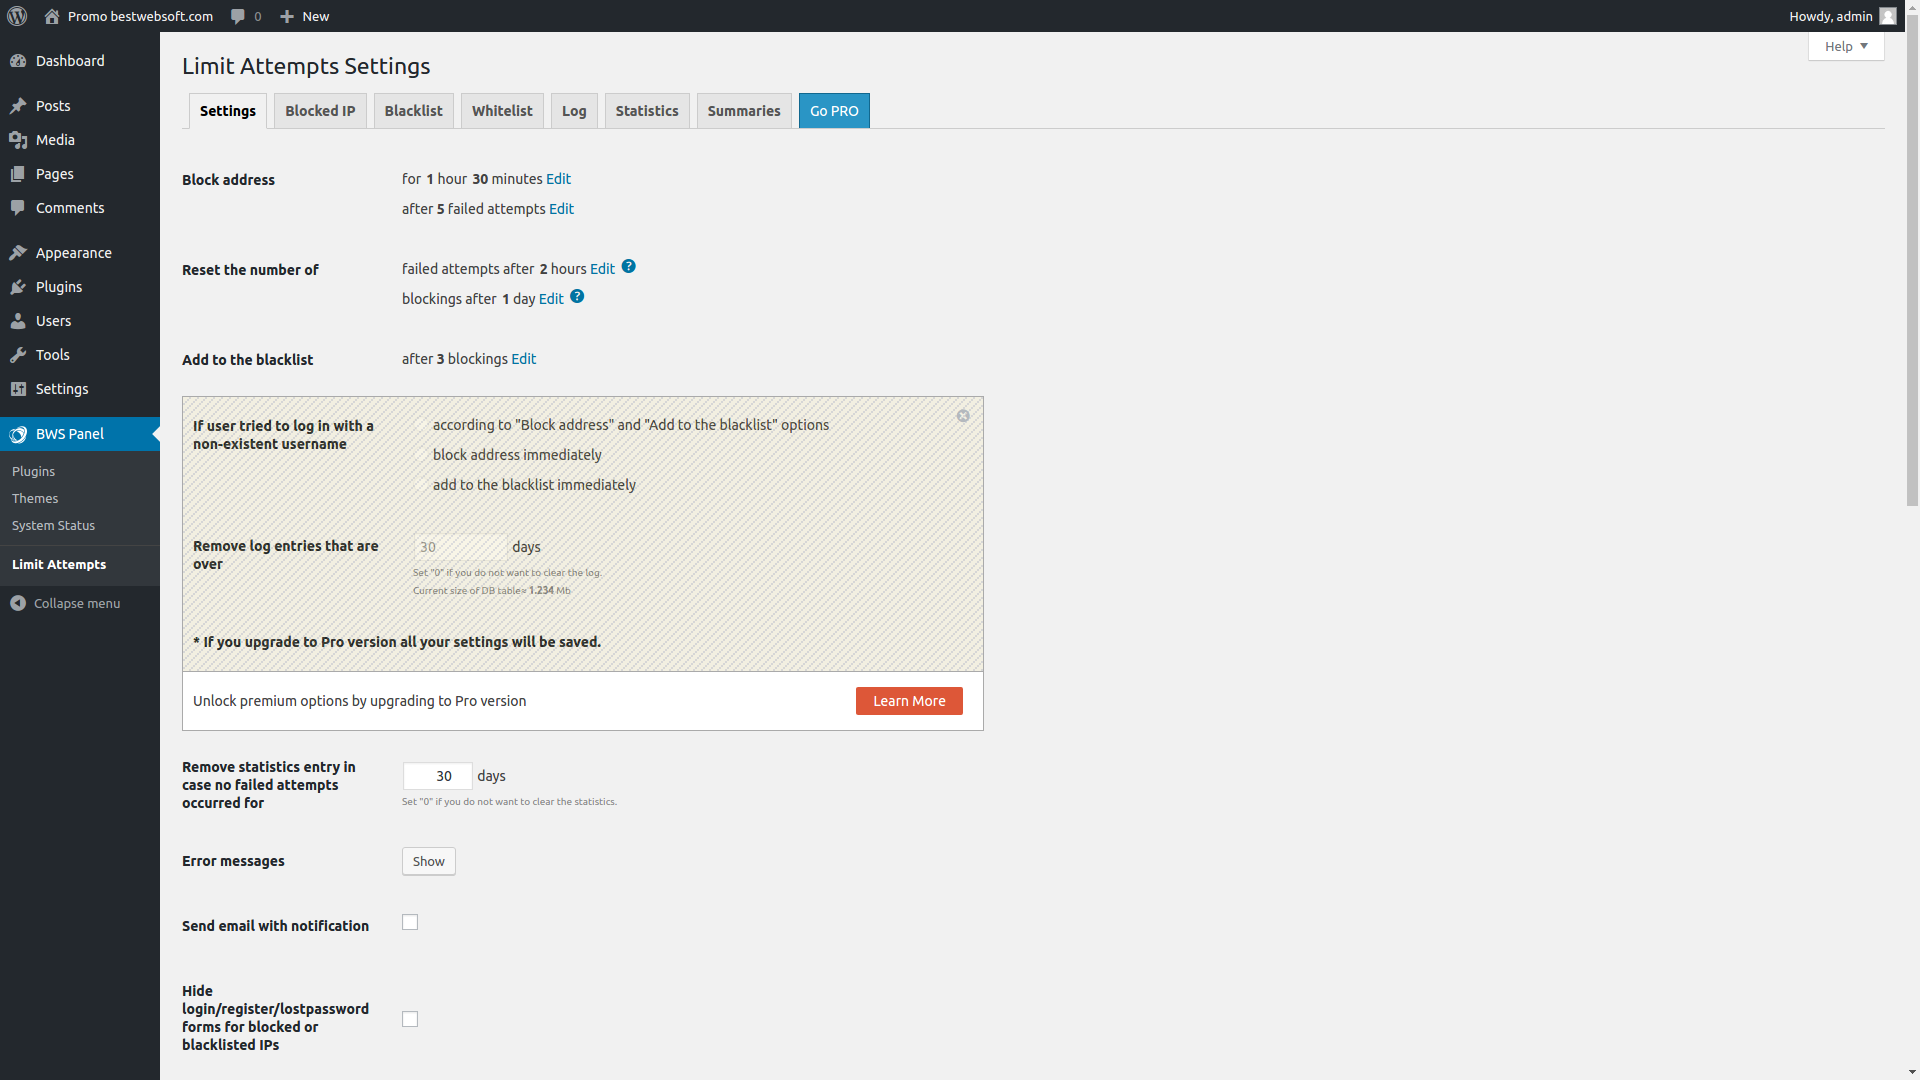 Promo bestwebsoft.com 0 New Howdy, admin
Help
Dashboard
Posts
Media
Pages
Comments
Appearance
Plugins
Users
Tools
Settings
BWS Panel
Plugins
Themes
System Status
Limit Attempts
Collapse menu
Limit Attempts Settings
Settings Blocked IP Blacklist Whitelist Log Statistics Summaries Go PRO
Block address
for 1 hour 30 minutes Edit
after 5 failed attempts Edit
Reset the number of
failed attempts after 2 hours Edit ?
blockings after 1 day Edit ?
Add to the blacklist
after 3 blockings Edit
If user tried to log in with a
non-existent username
according to "Block address" and "Add to the blacklist" options
block address immediately
add to the blacklist immediately
Remove log entries that are
over
30 days
Set "0" if you do not want to clear the log.
Current size of DB table≈ 1.234 Mb
* If you upgrade to Pro version all your settings will be saved.
Unlock premium options by upgrading to Pro version
Learn More
Remove statistics entry in
case no failed attempts
occurred for
30 days
Set "0" if you do not want to clear the statistics.
Error messages
Show
Send email with notification
Hide
login/register/lostpassword
forms for blocked or
blacklisted IPs